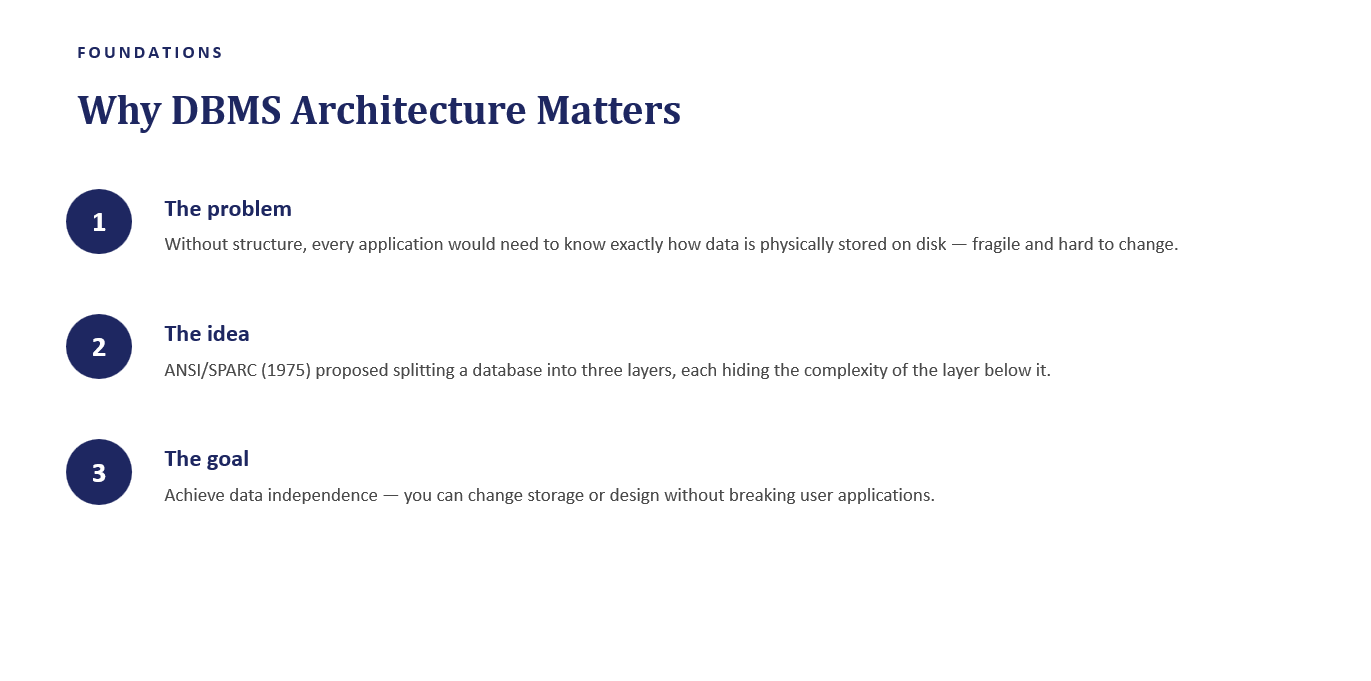 FOUNDATIONS
Why DBMS Architecture Matters
1
The problem
Without structure, every application would need to know exactly how data is physically stored on disk — fragile and hard to change.
2
The idea
ANSI/SPARC (1975) proposed splitting a database into three layers, each hiding the complexity of the layer below it.
3
The goal
Achieve data independence — you can change storage or design without breaking user applications.